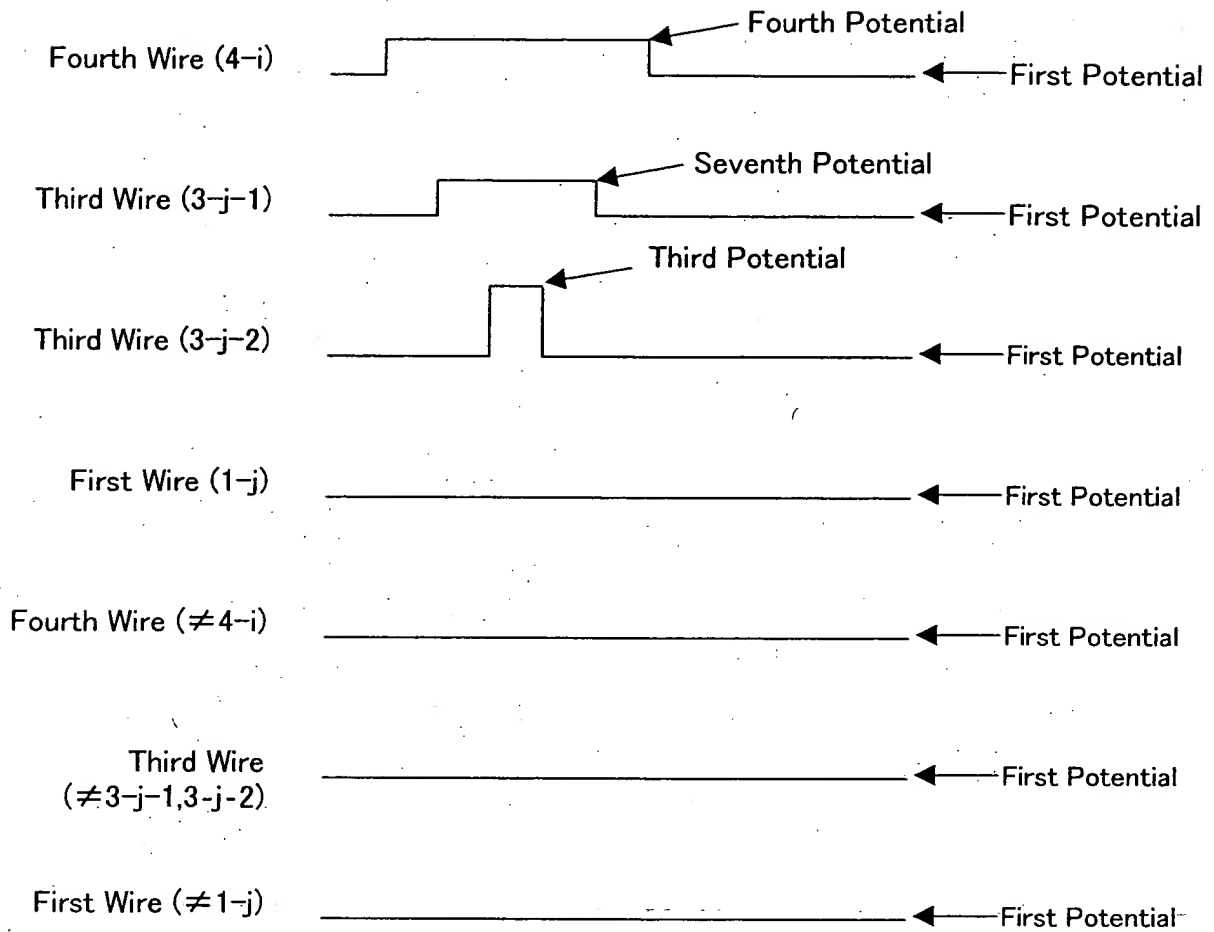 Fourth Potential
Fourth Wire (4-i)
First Potential
Seventh Potential
Third Wire (3-j-1)
First Potential
Third Potential
Third Wire (3-j-2)
First Potential
First Wire (1-j)
First Potential
Fourth Wire (≠4-i)
First Potential
Third Wire
(≠3-j-1,3-j-2)
First Potential
First Wire (≠1-j)
First Potential